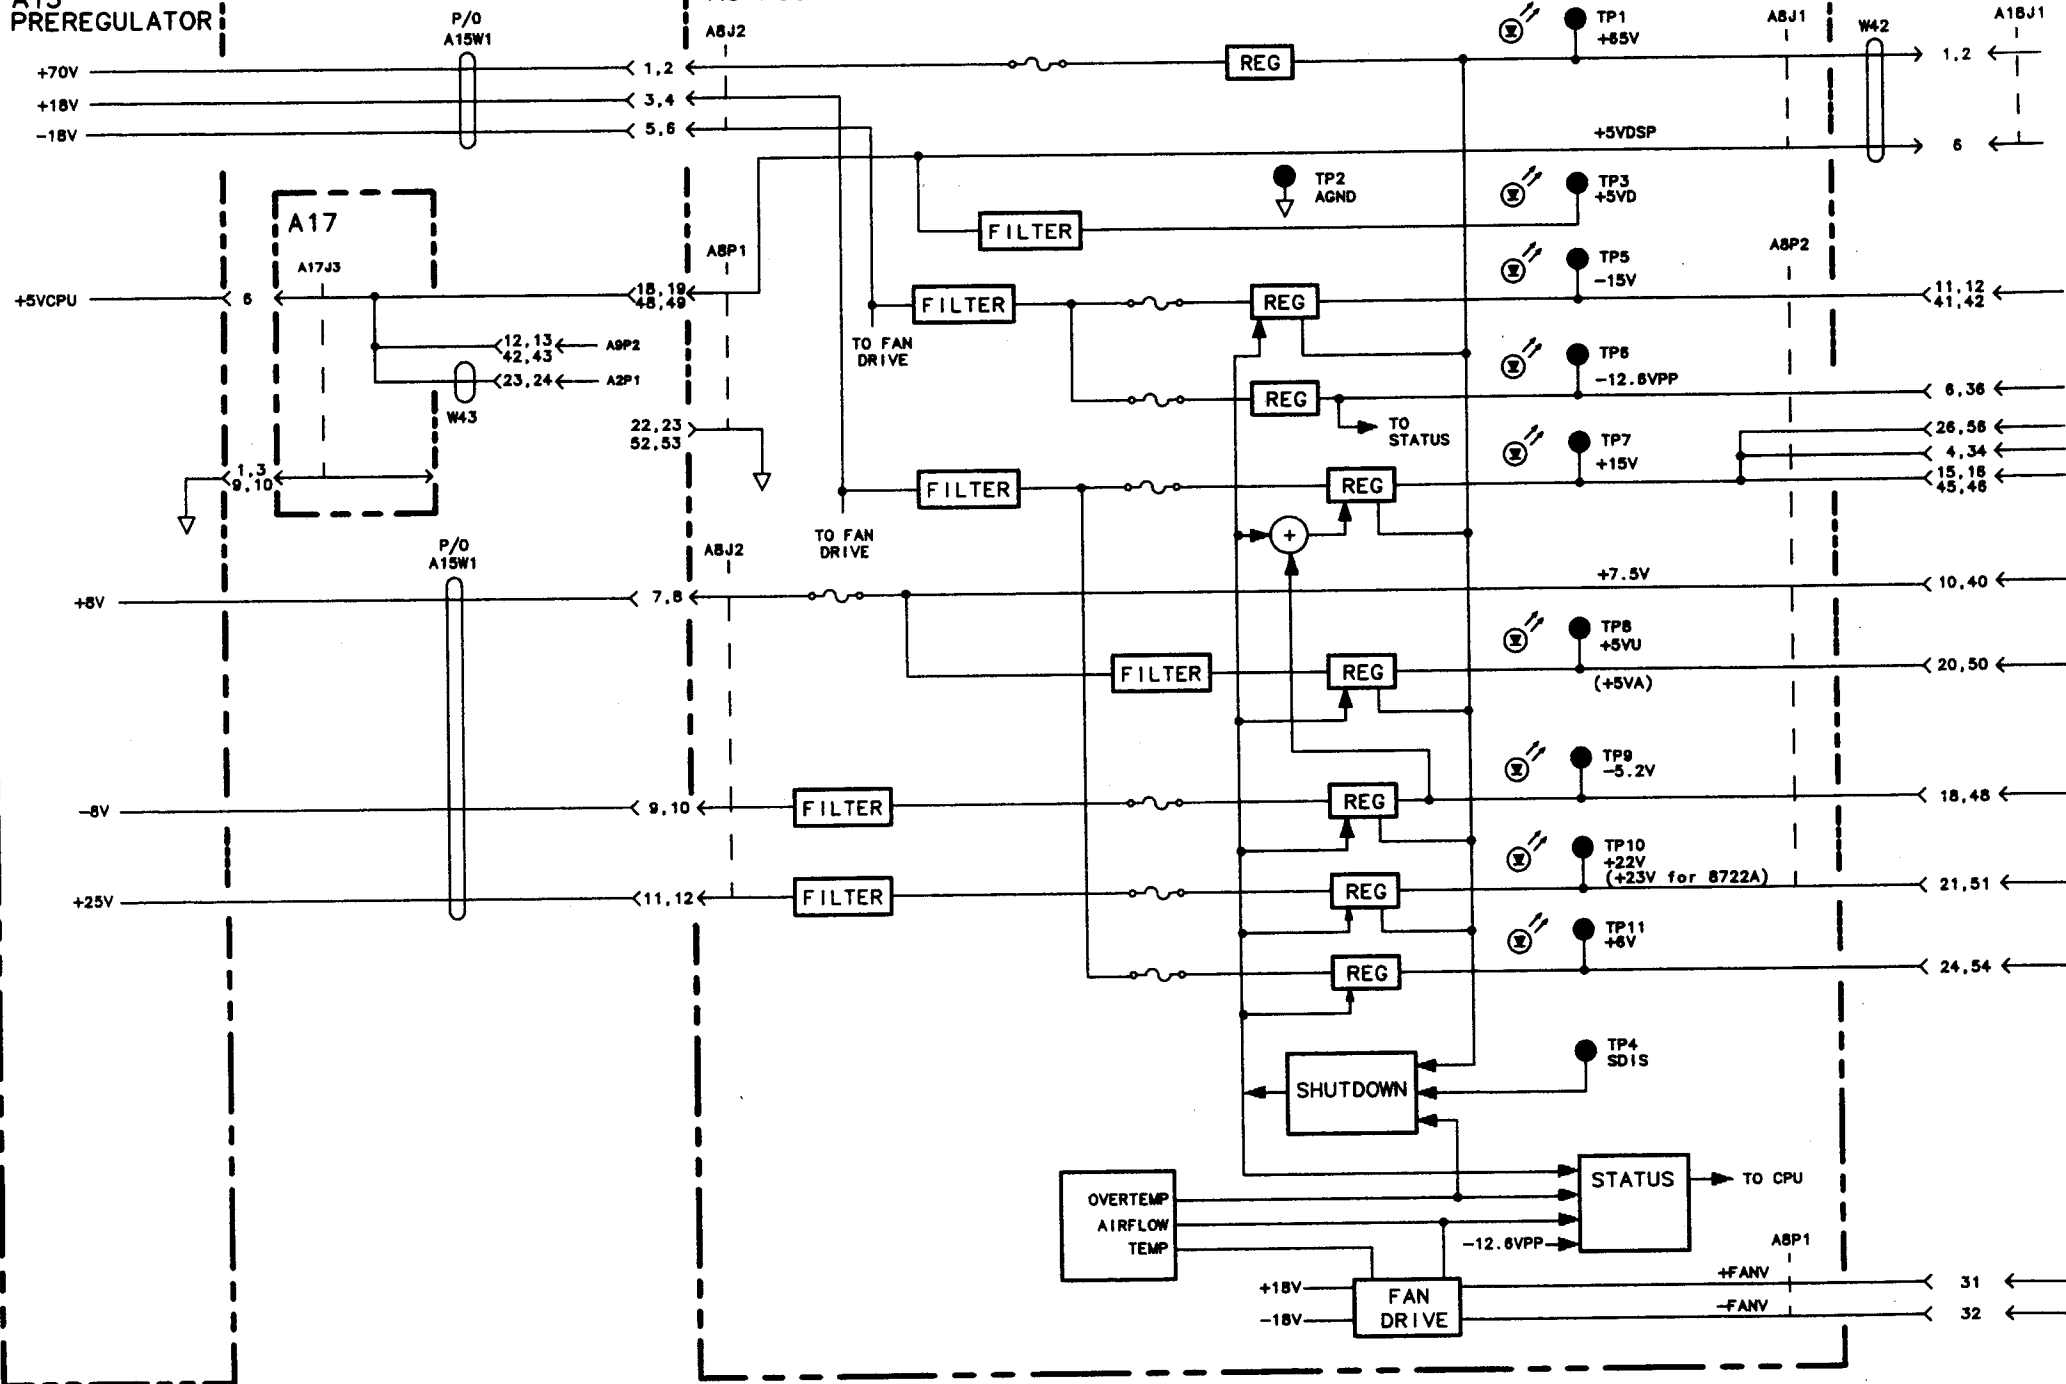 PREREGULATOR
+70V
+18V
-18V
P/O
A15W1
1,2
3,4
5,6
A8J2
REG
TP1
+65V
A8J1
W42
A18J1
1,2
+5VDSP
6
TP2
AGND
TP3
+5VD
FILTER
A17
A17J3
+5VCPU
6
18,19
48,49
A8P1
12,13
42,43
A9P2
23,24
A2P1
W43
22,23
52,53
1,3
9,10
TO FAN
DRIVE
FILTER
REG
TP5
-15V
A8P2
11,12
41,42
REG
TP6
-12.6VPP
6,36
TO
STATUS
TP7
+15V
26,56
4,34
15,16
45,46
FILTER
REG
+
TO FAN
DRIVE
P/O
A15W1
A8J2
+8V
7,8
+7.5V
10,40
FILTER
REG
TP8
+5VU
(+5VA)
20,50
-8V
9,10
FILTER
REG
TP9
-5.2V
18,48
+25V
11,12
FILTER
REG
TP10
+22V
(+23V for 8722A)
21,51
REG
TP11
+6V
24,54
SHUTDOWN
TP4
SDIS
OVERTEMP
AIRFLOW
TEMP
STATUS
TO CPU
-12.6VPP
A8P1
+18V
-18V
FAN
DRIVE
+FANV
-FANV
31
32